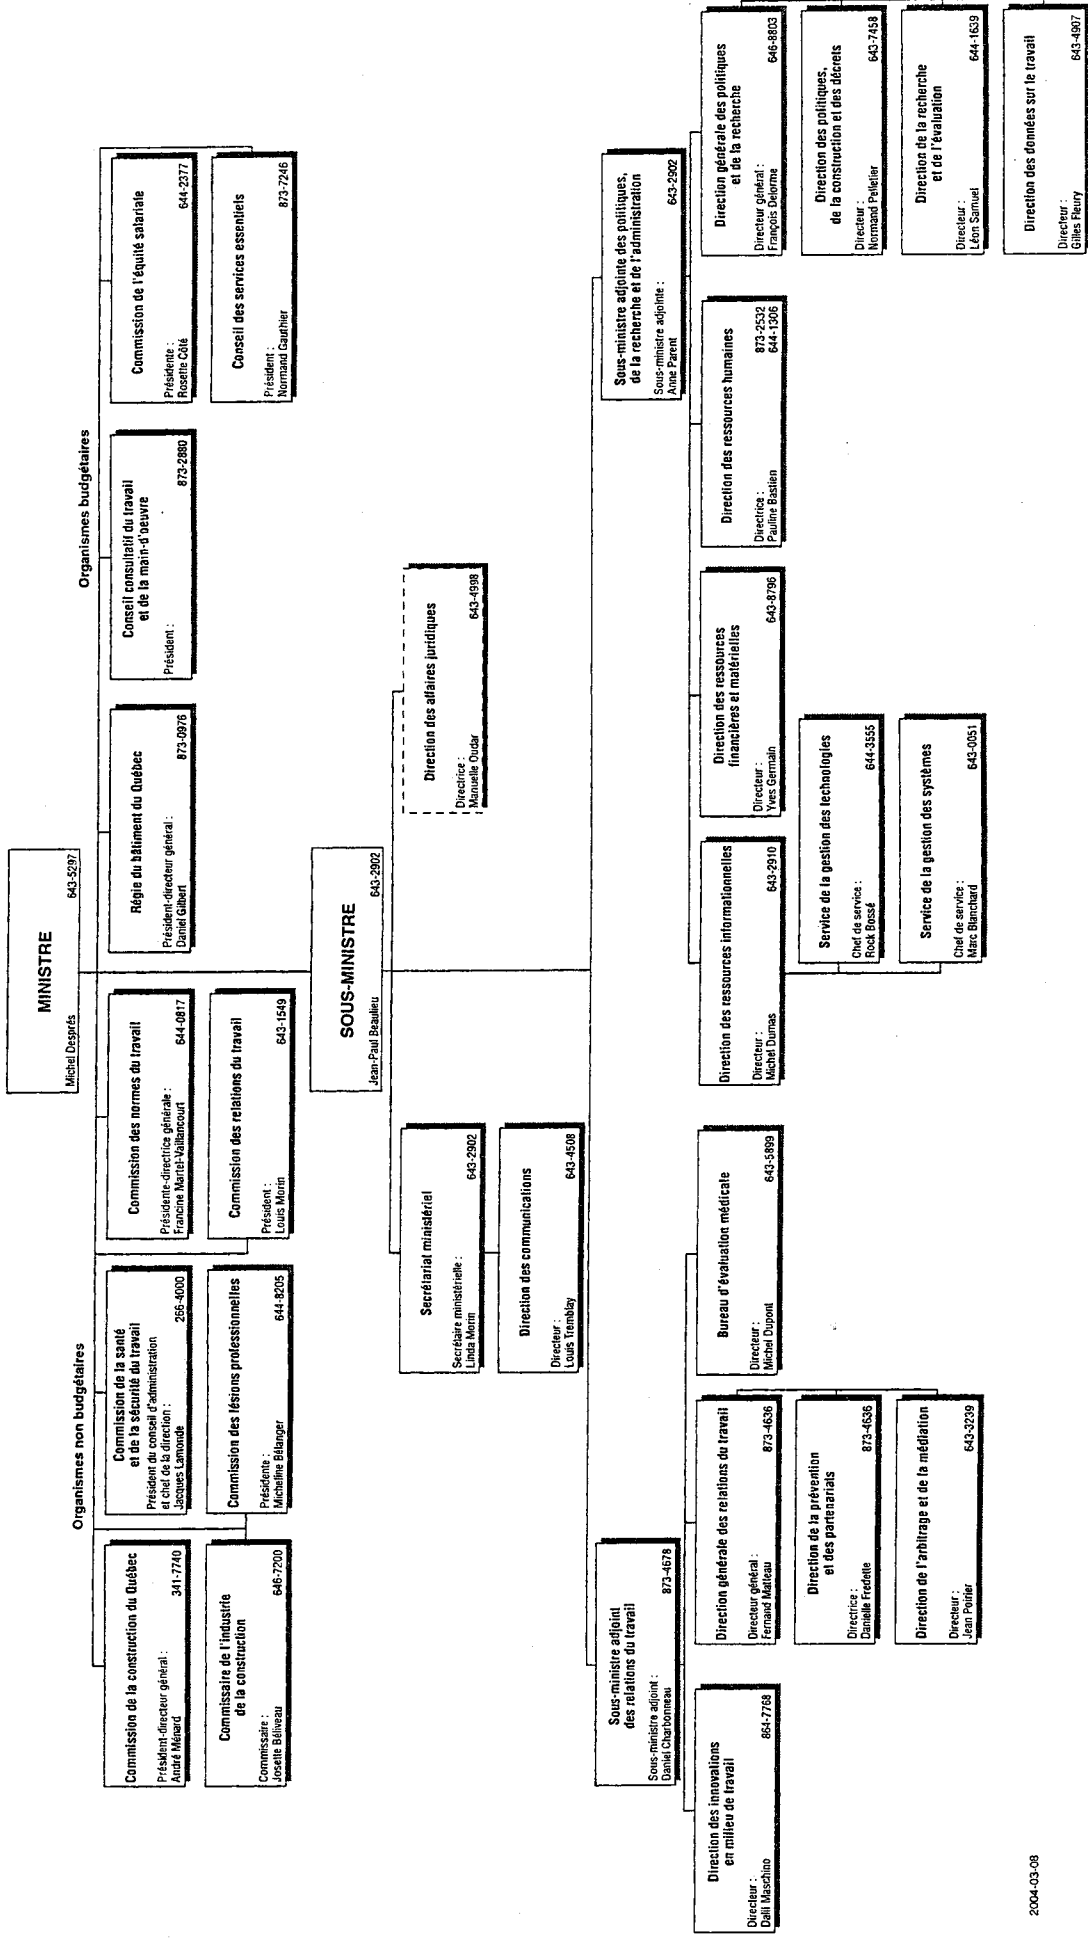 MINISTRE
Michel Després 643-5297
Organismes non budgétaires
Organismes budgétaires
Commission de la construction du Québec
Président-directeur général :
André Ménard 341-7740
Commissaire de l'industrie
de la construction
Commissaire :
Josette Béliveau 646-7200
Commission de la santé
et de la sécurité du travail
Président du conseil d'administration
et chef de la direction :
Jacques Lamonde 266-4000
Commission des lésions professionnelles
Présidente :
Micheline Bélanger 644-8205
Commission des normes du travail
Présidente-directrice générale :
Francine Martel-Vaillancourt 644-0817
Commission des relations du travail
Président :
Louis Morin 643-1549
Régie du bâtiment du Québec
Président-directeur général :
Daniel Gilbert 873-0976
Conseil consultatif du travail
et de la main-d'oeuvre
Président :
873-2880
Commission de l'équité salariale
Présidente :
Rosette Côté 644-2377
Conseil des services essentiels
Président :
Normand Gauthier 873-7246
SOUS-MINISTRE
Jean-Paul Beaulieu 643-2902
Secrétariat ministériel
Secrétaire ministérielle :
Linda Morin 643-2902
Direction des communications
Directeur :
Louis Tremblay 643-4508
Direction des affaires juridiques
Directrice :
Manuelle Oudar 643-4998
Sous-ministre adjoint
des relations du travail
Sous-ministre adjoint :
Daniel Charbonneau 873-4678
Direction des innovations
en milieu de travail
Directeur :
Dalil Maschino 864-7768
Direction générale des relations du travail
Directeur général :
Fernand Matteau 873-4636
Direction de la prévention
et des partenariats
Directrice :
Danielle Fredette 873-4636
Direction de l'arbitrage et de la médiation
Directeur :
Jean Poirier 643-3239
Bureau d'évaluation médicale
Directeur :
Michel Dupont 643-5899
Sous-ministre adjointe des politiques,
de la recherche et de l'administration
Sous-ministre adjointe :
Anne Parent 643-2902
Direction des ressources informationnelles
Directeur :
Michel Dumas 643-2910
Service de la gestion des technologies
Chef de service :
Rock Bossé 644-3555
Service de la gestion des systèmes
Chef de service :
Marc Blanchard 643-0051
Direction des ressources
financières et matérielles
Directeur :
Yves Germain 643-8796
Direction des ressources humaines
Directrice :
Pauline Bastien 873-2532
644-1306
Direction générale des politiques
et de la recherche
Directeur général :
François Delorme 646-8803
Direction des politiques,
de la construction et des décrets
Directeur :
Normand Pelletier 643-7458
Direction de la recherche
et de l'évaluation
Directeur :
Léon Samuel 644-1639
Direction des données sur le travail
Directeur :
Gilles Fleury 643-4907
2004-03-08